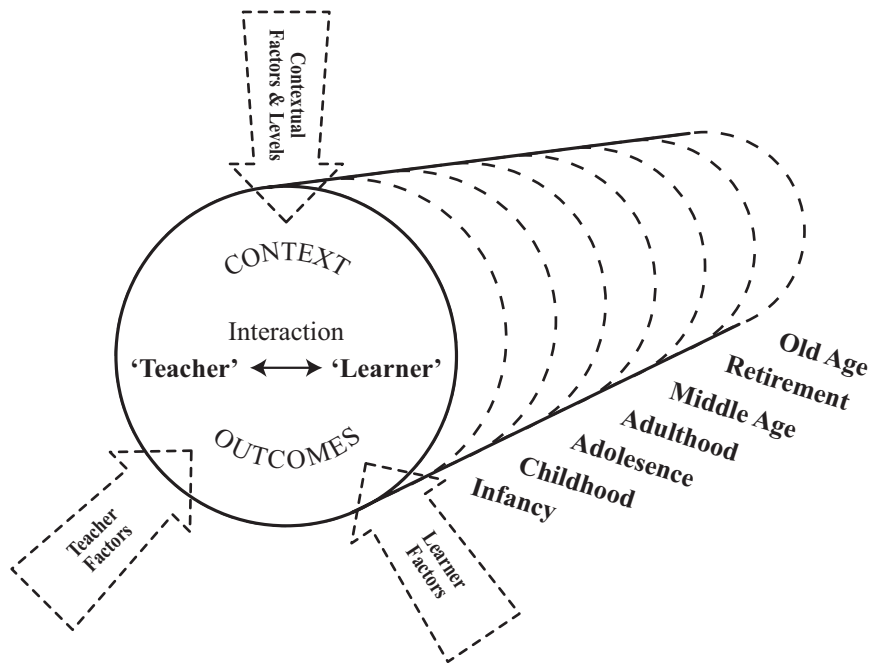 Contextual
Factors & Levels
CONTEXT
Interaction
‘Teacher’ ‘Learner’
OUTCOMES
Teacher
Factors
Learner
Factors
Infancy
Childhood
Adolesence
Adulthood
Middle Age
Retirement
Old Age